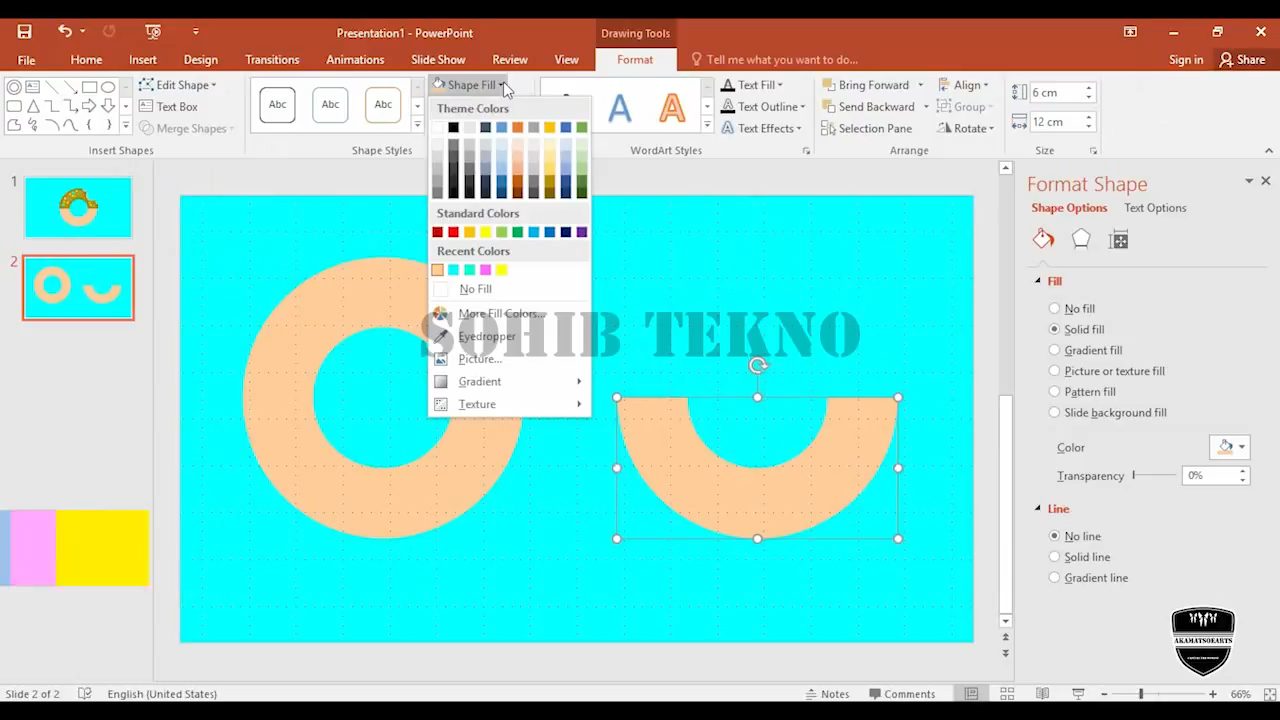 Presentation1 - PowerPoint
Drawing Tools
File
Home
Insert
Design
Transitions
Animations
Slide Show
Review
View
Format
Tell me what you want to do...
Sign in
Share
Edit Shape
Text Box
Merge Shapes
Insert Shapes
Abc
Abc
Abc
Shape Styles
Shape Fill
Theme Colors
Standard Colors
Recent Colors
No Fill
More Fill Colors...
Eyedropper
Picture...
Gradient
Texture
A
A
Text Fill
Text Outline
Text Effects
WordArt Styles
Bring Forward
Send Backward
Selection Pane
Align
Group
Rotate
Arrange
6 cm
12 cm
Size
1
2
SOHIB TEKNO
Format Shape
Shape Options
Text Options
Fill
No fill
Solid fill
Gradient fill
Picture or texture fill
Pattern fill
Slide background fill
Color
Transparency
0%
Line
No line
Solid line
Gradient line
AKAMATSOEARTS
Slide 2 of 2
English (United States)
Notes
Comments
66%